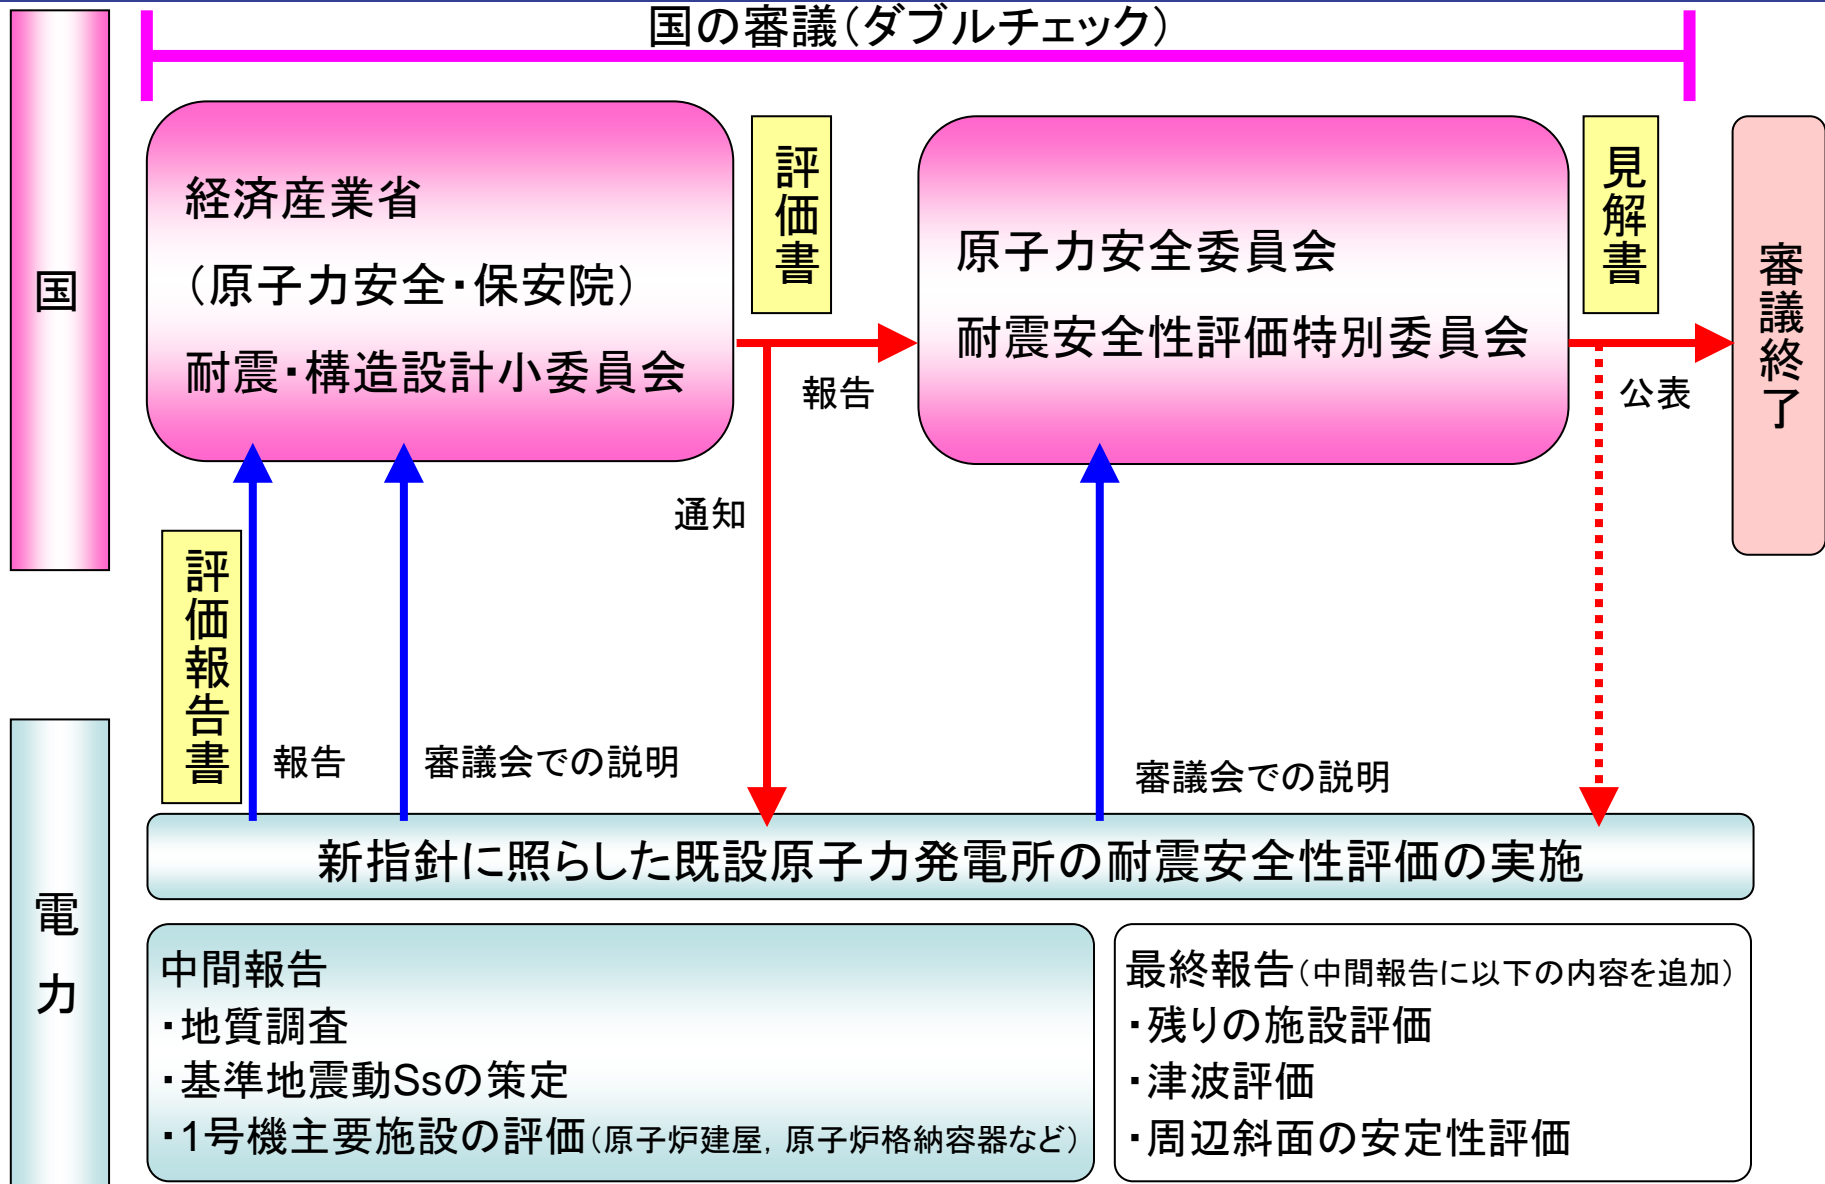 国の審議(ダブルチェック)
国
経済産業省
(原子力安全・保安院)
耐震・構造設計小委員会
評価書
報告
通知
原子力安全委員会
耐震安全性評価特別委員会
見解書
公表
審議終了
評価報告書
報告
審議会での説明
審議会での説明
電力
新指針に照らした既設原子力発電所の耐震安全性評価の実施
中間報告
・地質調査
・基準地震動Ssの策定
・1号機主要施設の評価(原子炉建屋,原子炉格納容器など)
最終報告(中間報告に以下の内容を追加)
・残りの施設評価
・津波評価
・周辺斜面の安定性評価